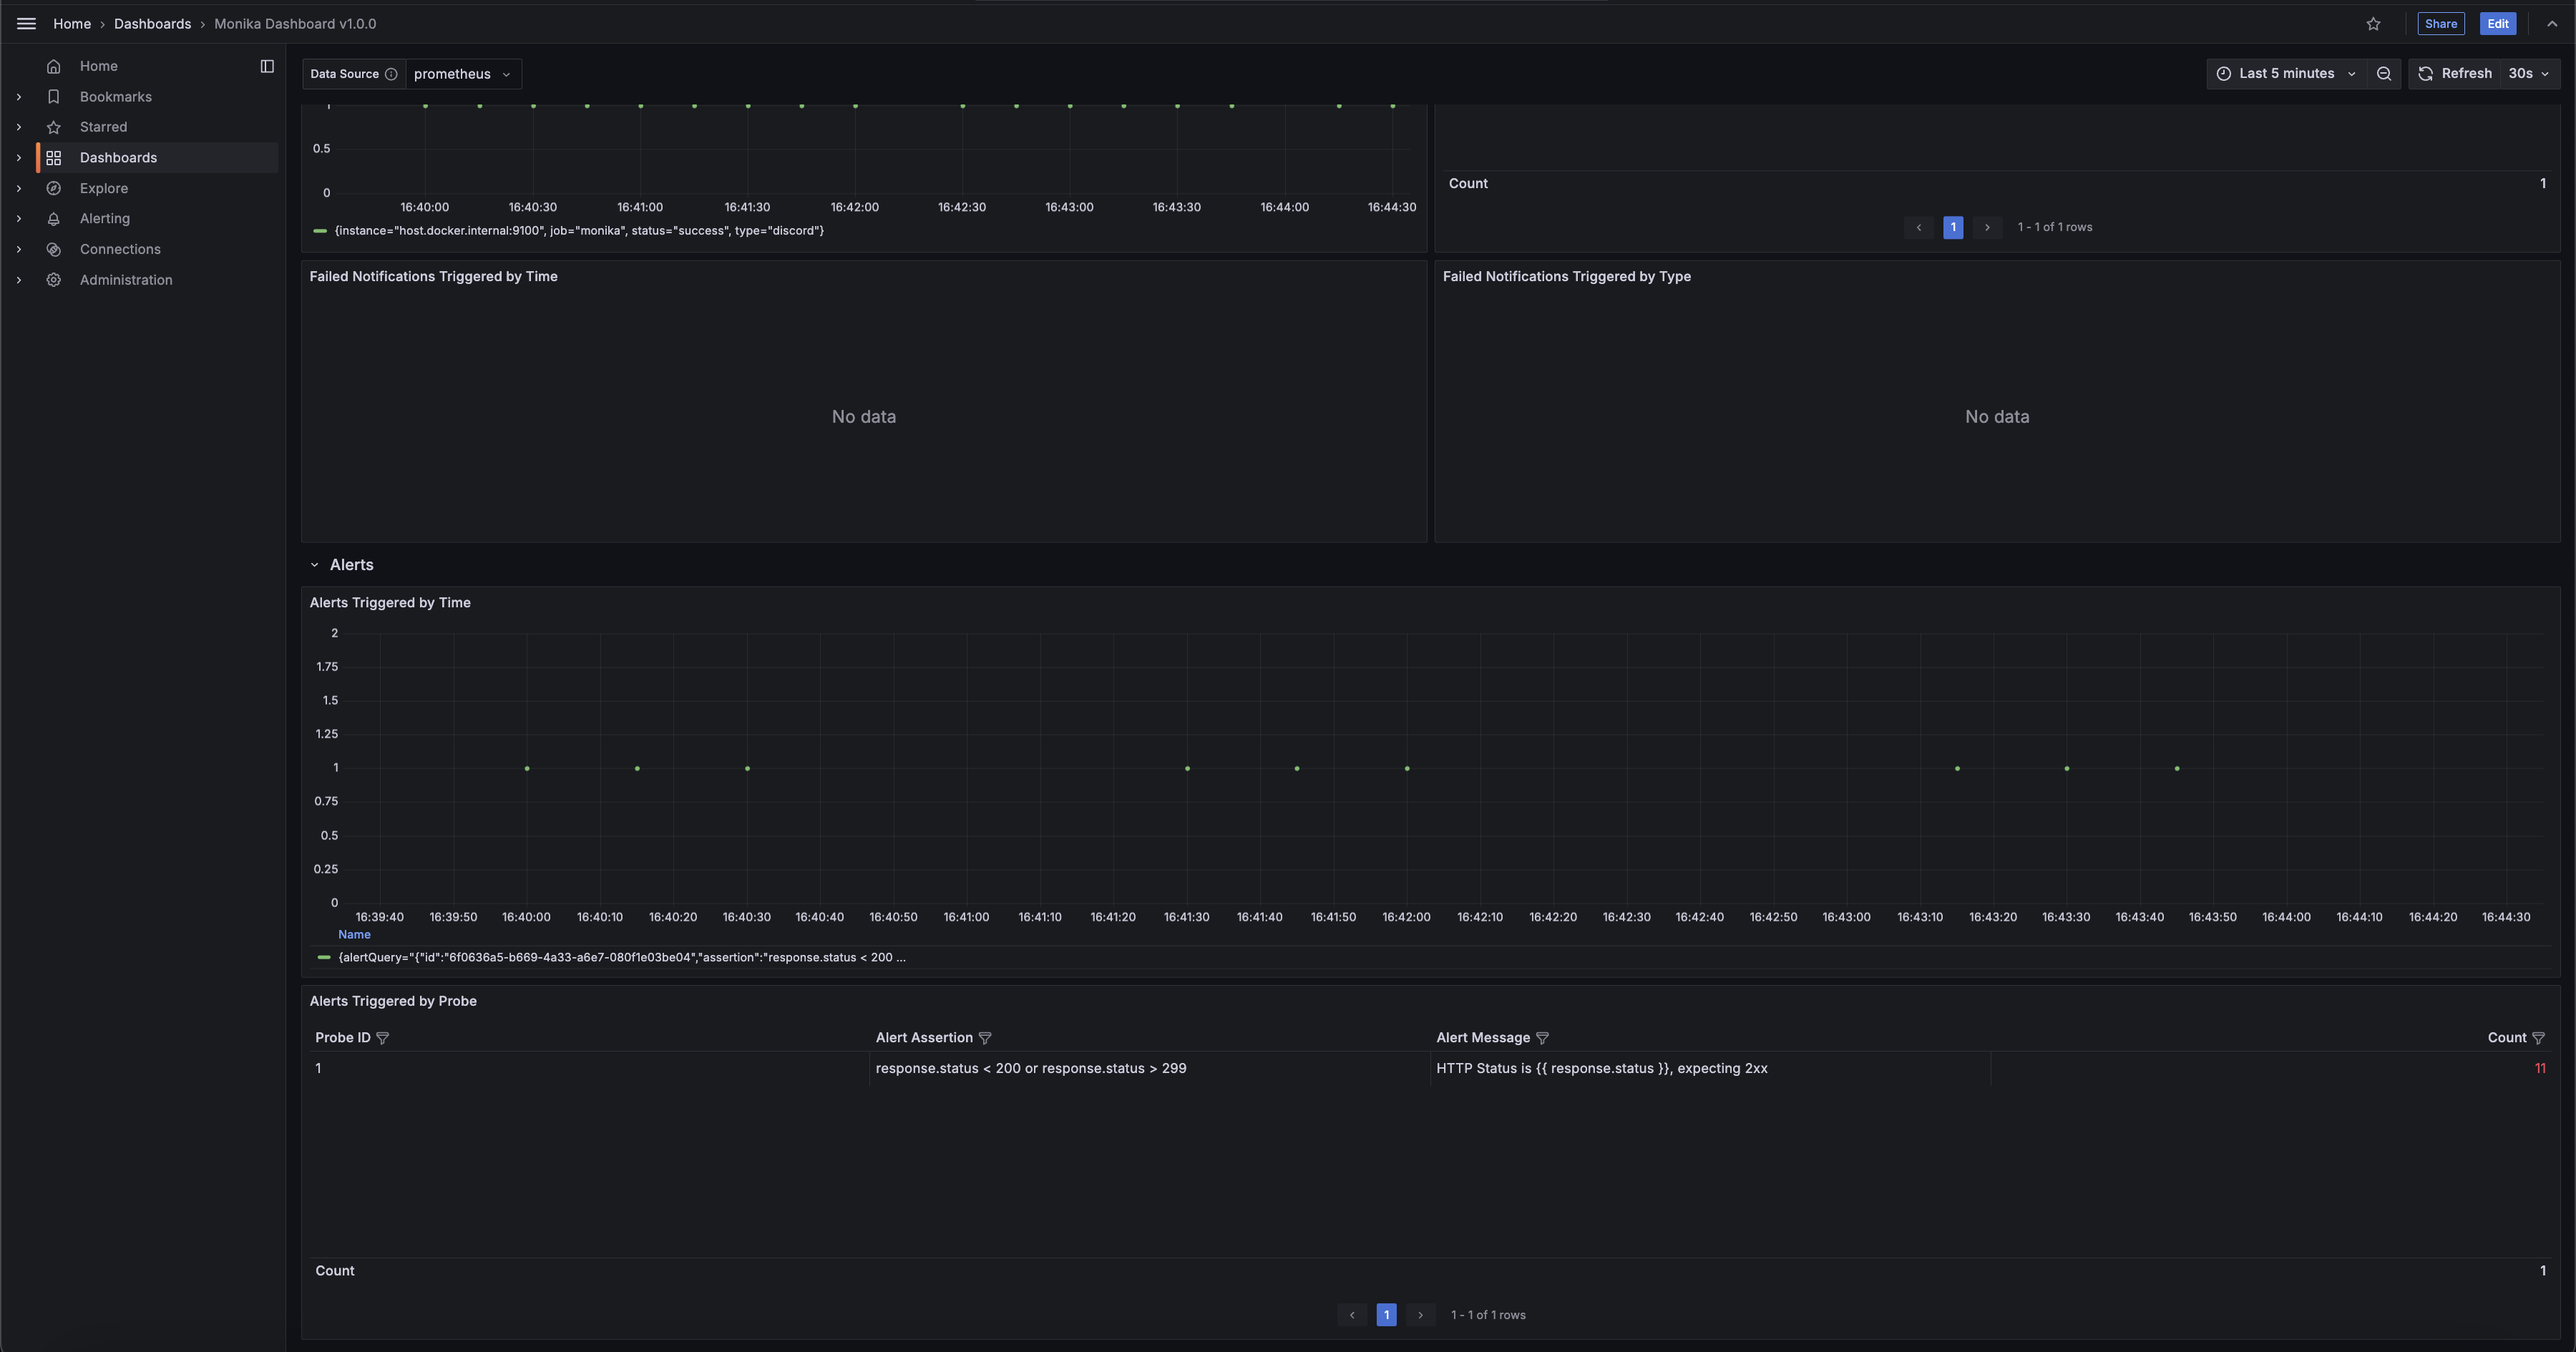 Home › Dashboards › Monika Dashboard v1.0.0
Share
Edit
Home
Bookmarks
Starred
Dashboards
Explore
Alerting
Connections
Administration
Data Source
prometheus
Last 5 minutes
Refresh
30s
1
0.5
0
16:40:00 16:40:30 16:41:00 16:41:30 16:42:00 16:42:30 16:43:00 16:43:30 16:44:00 16:44:30
{instance="host.docker.internal:9100", job="monika", status="success", type="discord"}
Count 1
1
1 - 1 of 1 rows
Failed Notifications Triggered by Time
No data
Failed Notifications Triggered by Type
No data
Alerts
Alerts Triggered by Time
2
1.75
1.5
1.25
1
0.75
0.5
0.25
0
16:39:40 16:39:50 16:40:00 16:40:10 16:40:20 16:40:30 16:40:40 16:40:50 16:41:00 16:41:10 16:41:20 16:41:30 16:41:40 16:41:50 16:42:00 16:42:10 16:42:20 16:42:30 16:42:40 16:42:50 16:43:00 16:43:10 16:43:20 16:43:30 16:43:40 16:43:50 16:44:00 16:44:10 16:44:20 16:44:30
Name
{alertQuery="{"id":"6f0636a5-b669-4a33-a6e7-080f1e03be04","assertion":"response.status < 200 ...
Alerts Triggered by Probe
Probe ID Alert Assertion Alert Message Count
1 response.status < 200 or response.status > 299 HTTP Status is {{ response.status }}, expecting 2xx 11
Count 1
1
1 - 1 of 1 rows